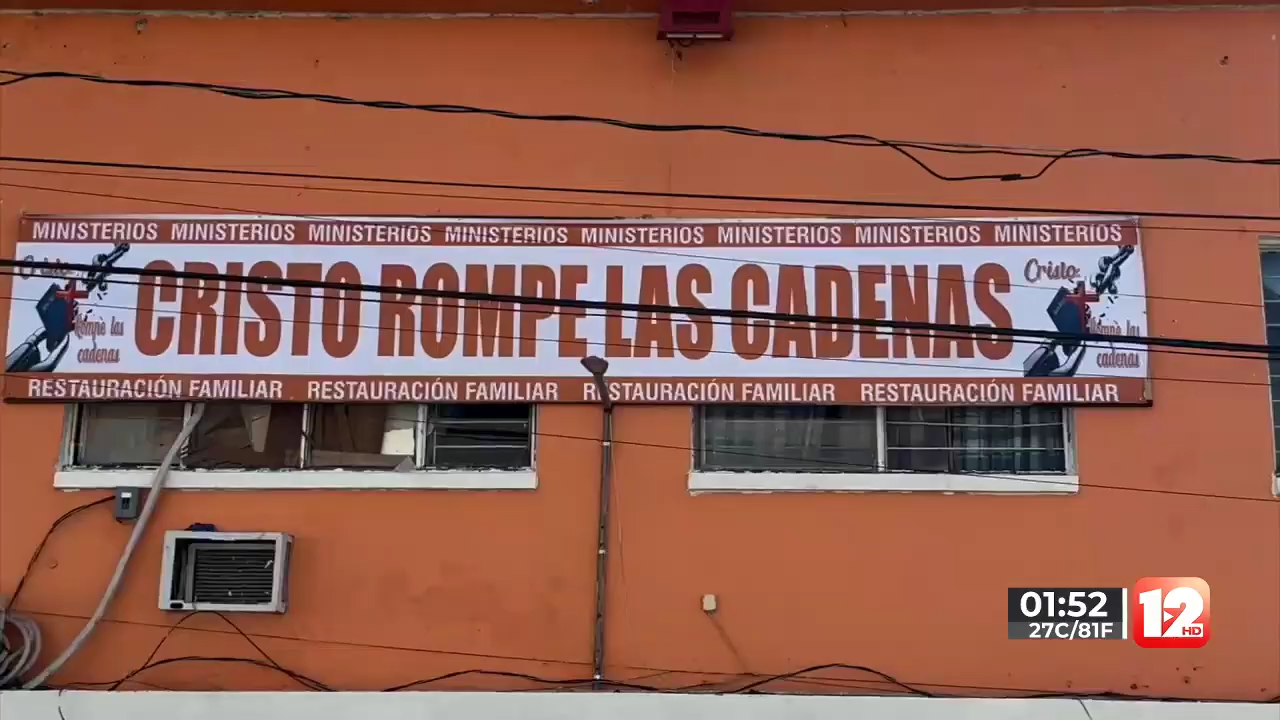 MINISTERIOS MINISTERIOS MINISTERIOS MINISTERIOS MINISTERIOS MINISTERIOS MINISTERIOS MINISTERIOS
Cristo
Rompe las
cadenas
CRISTO ROMPE LAS CADENAS
Cristo
Rompe las
cadenas
RESTAURACIÓN FAMILIAR RESTAURACIÓN FAMILIAR RESTAURACIÓN FAMILIAR RESTAURACIÓN FAMILIAR
01:52
27C/81F
12
HD